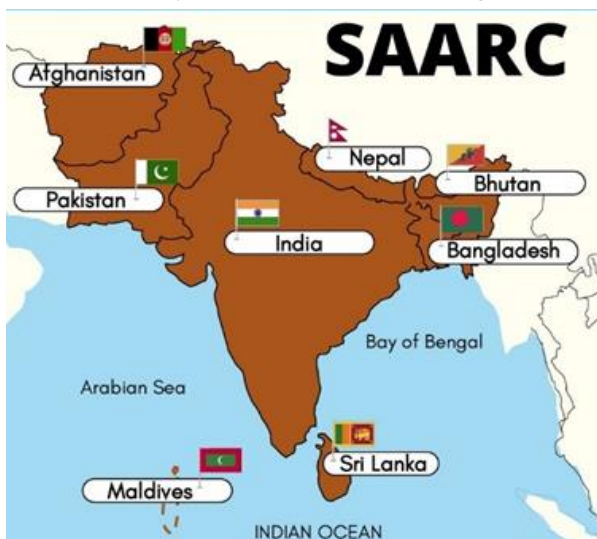 SAARC
Afghanistan
Nepal
Bhutan
Pakistan
India
Bangladesh
Bay of Bengal
Arabian Sea
Sri Lanka
Maldives
INDIAN OCEAN